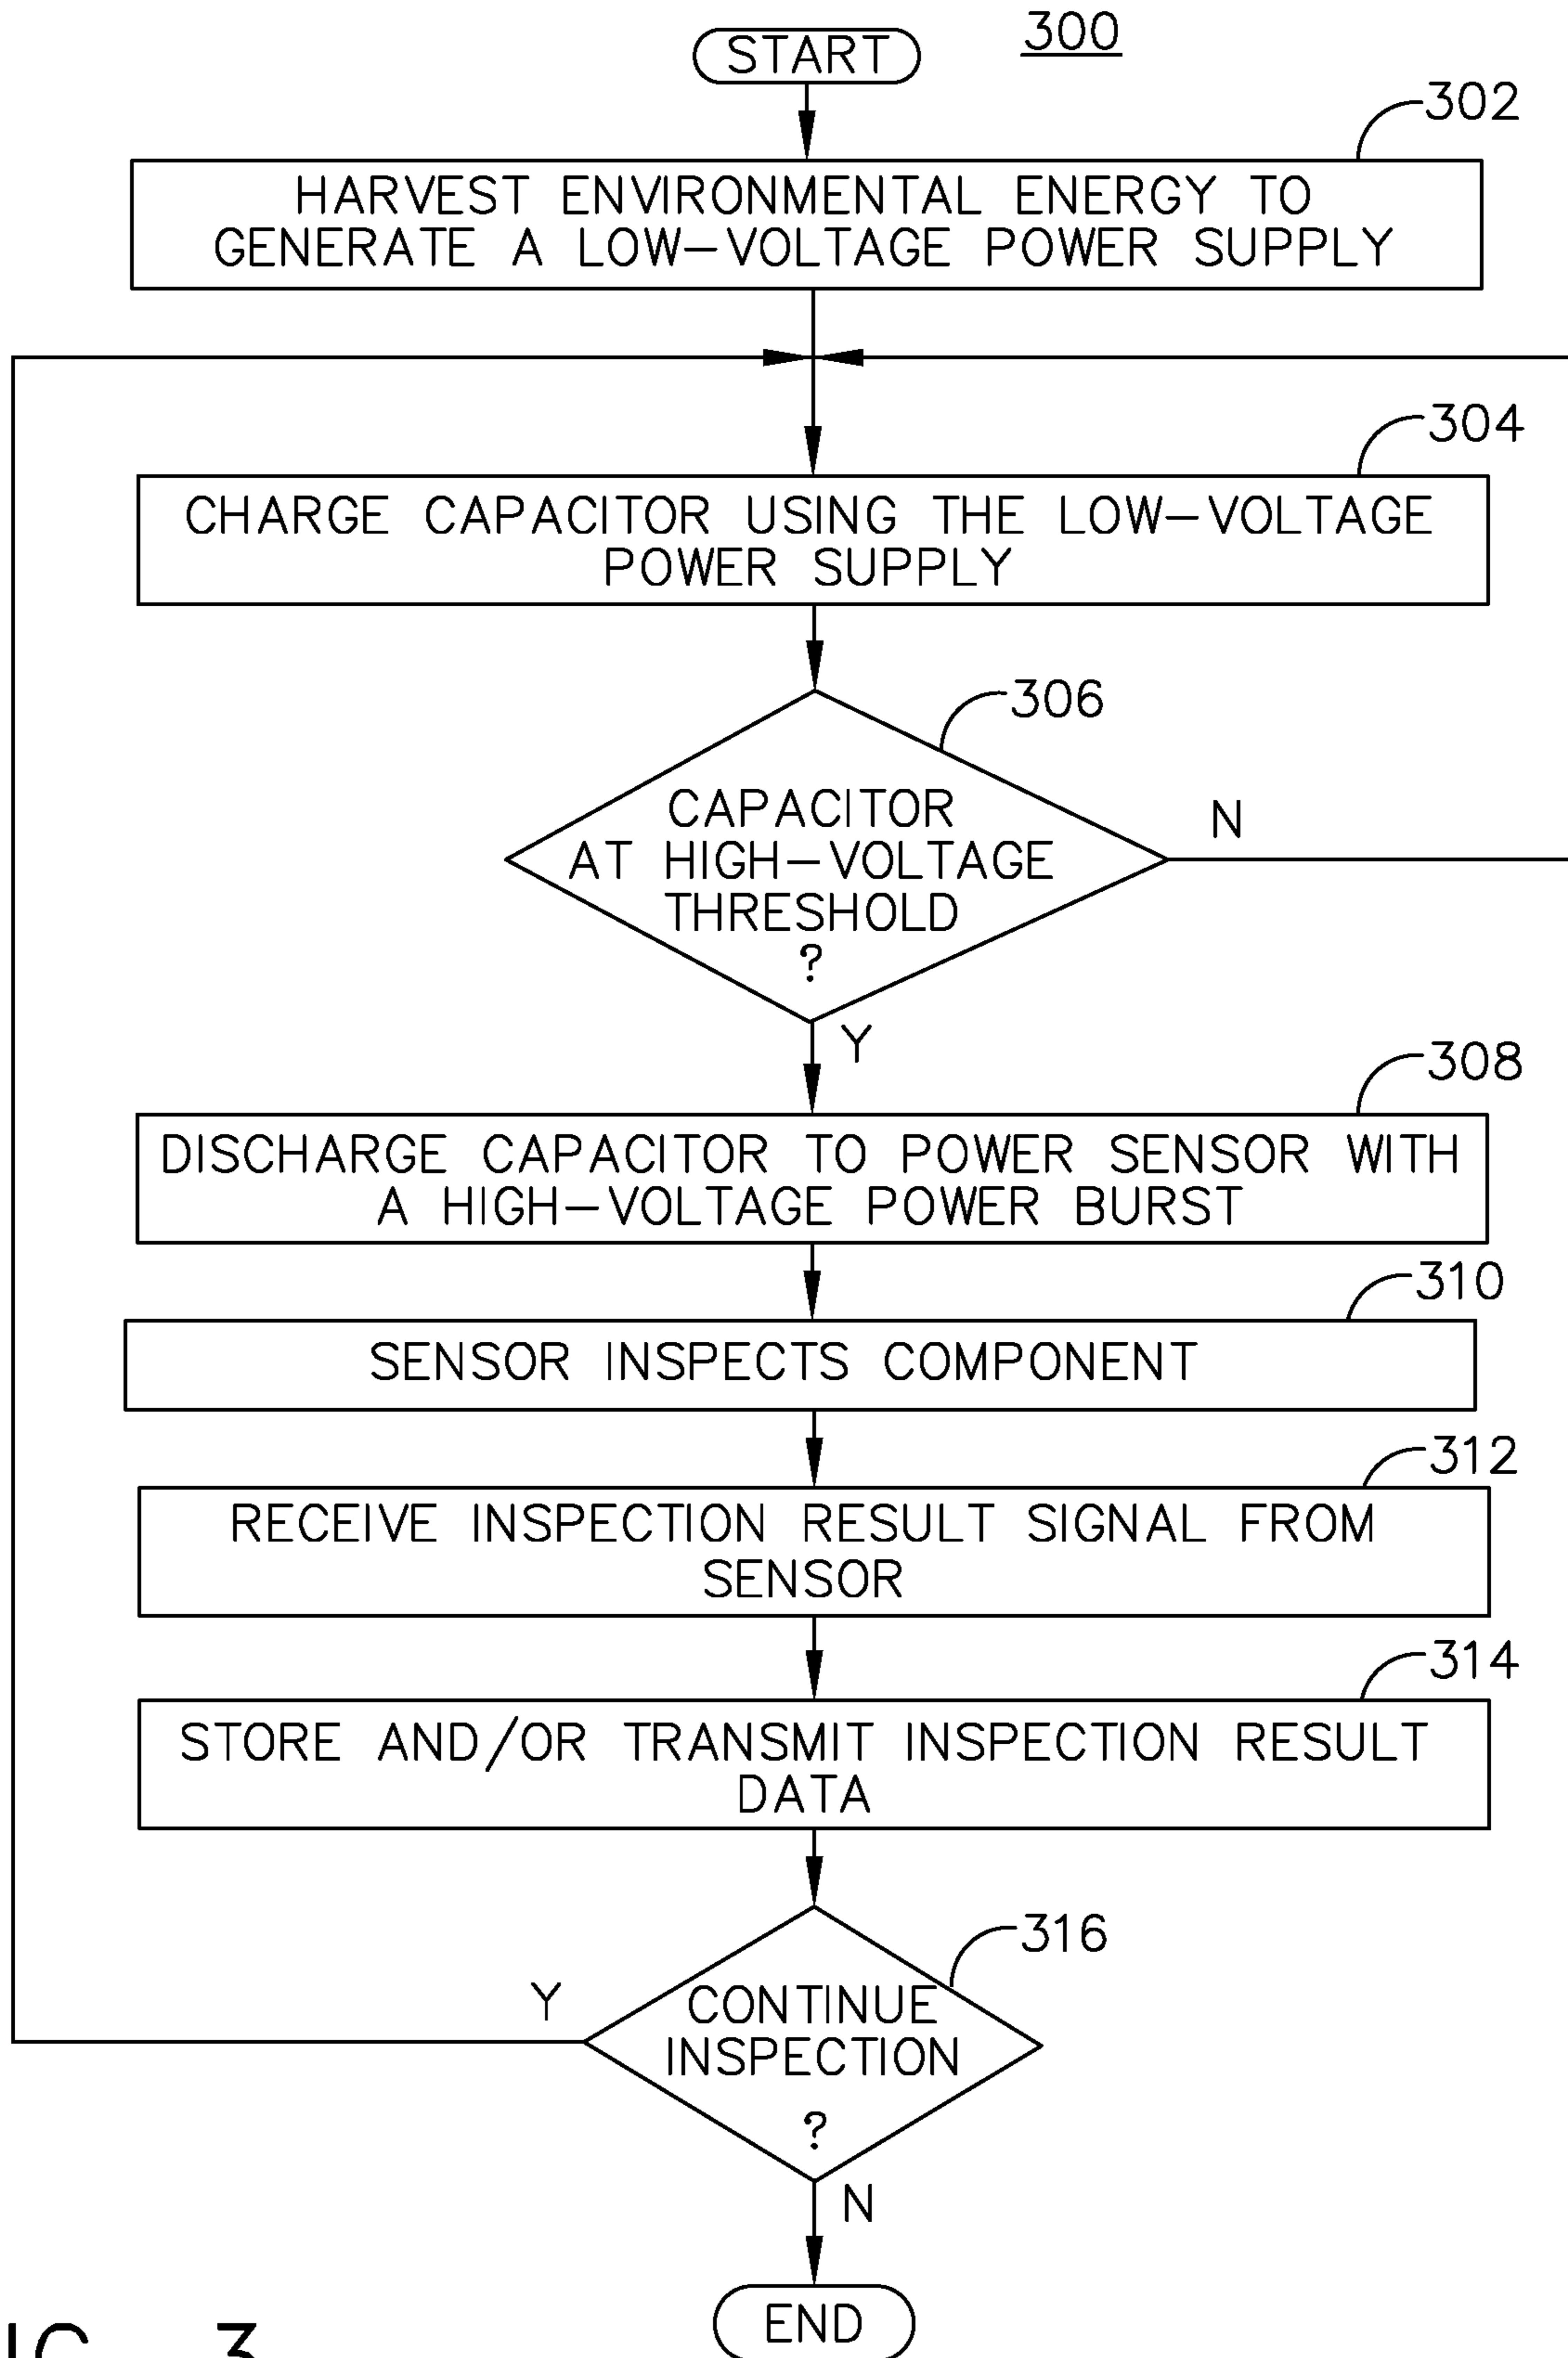 START
300
302
HARVEST ENVIRONMENTAL ENERGY TO
GENERATE A LOW-VOLTAGE POWER SUPPLY
304
CHARGE CAPACITOR USING THE LOW-VOLTAGE
POWER SUPPLY
306
CAPACITOR
AT HIGH-VOLTAGE
THRESHOLD
?
N
Y
308
DISCHARGE CAPACITOR TO POWER SENSOR WITH
A HIGH-VOLTAGE POWER BURST
310
SENSOR INSPECTS COMPONENT
312
RECEIVE INSPECTION RESULT SIGNAL FROM
SENSOR
314
STORE AND/OR TRANSMIT INSPECTION RESULT
DATA
316
CONTINUE
INSPECTION
?
Y
N
END